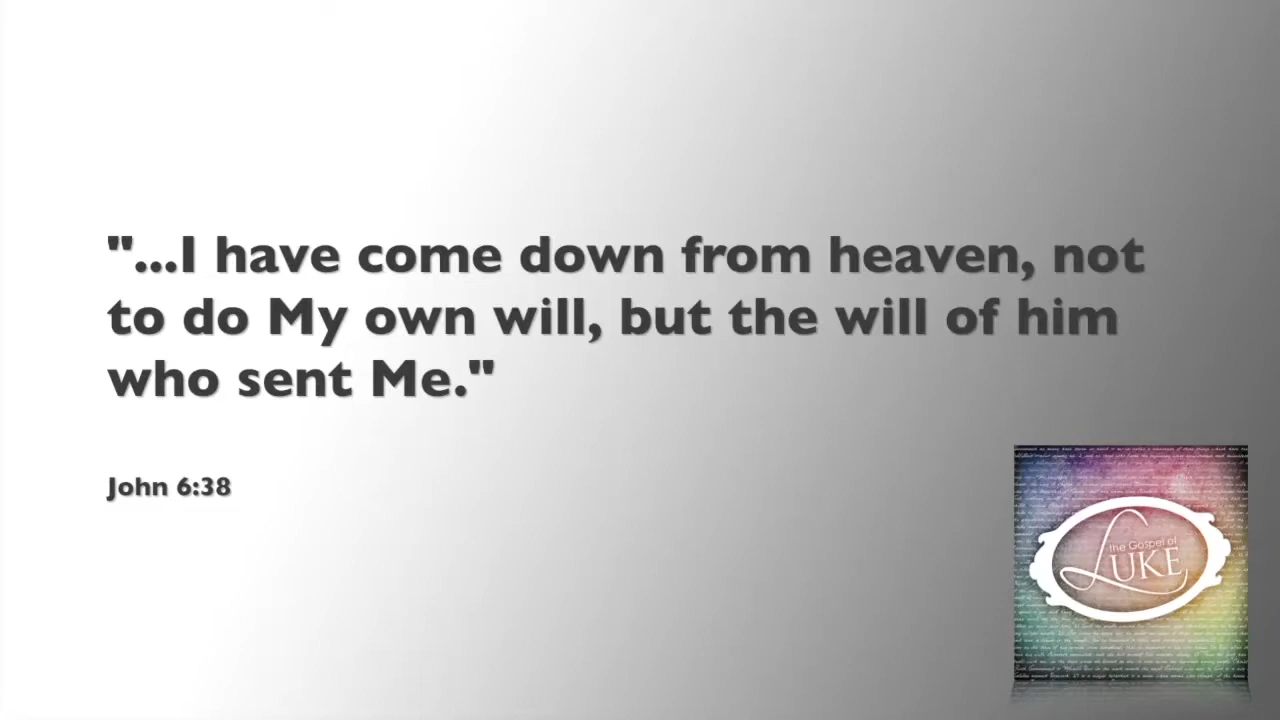 "...I have come down from heaven, not
to do My own will, but the will of him
who sent Me."
John 6:38
the Gospel of
LUKE